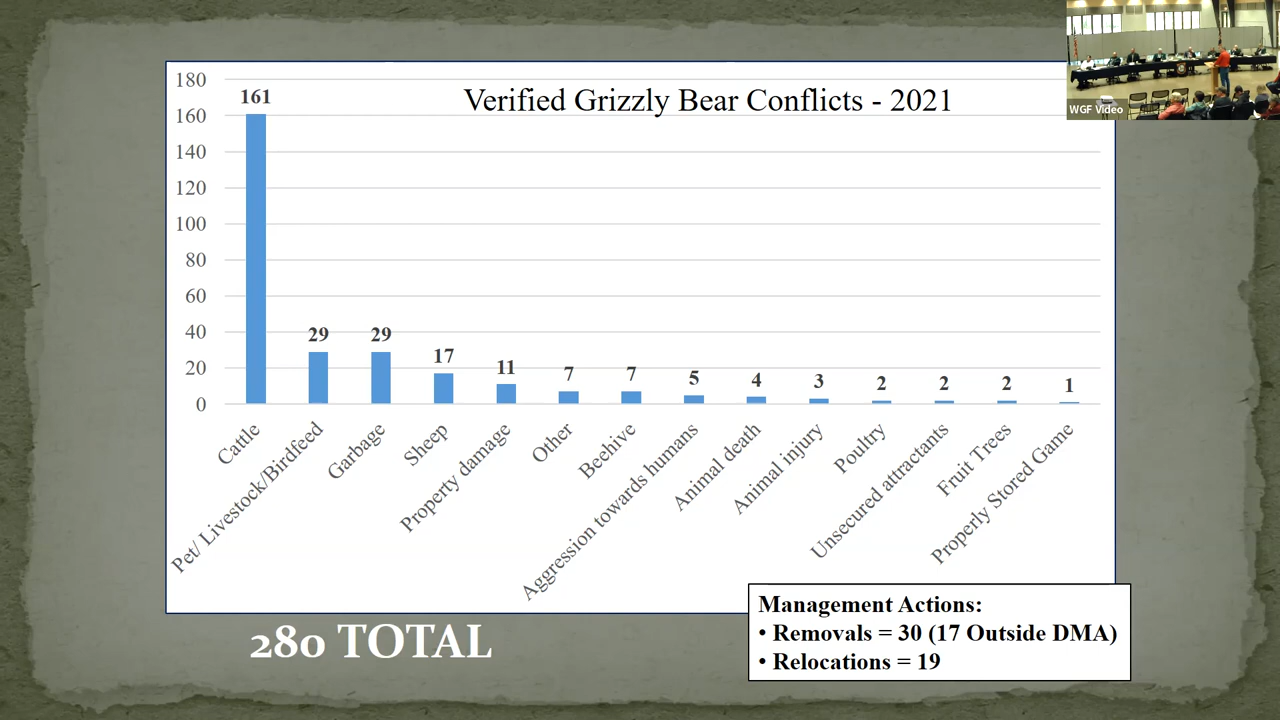 Verified Grizzly Bear Conflicts - 2021
180
160
140
120
100
80
60
40
20
0
161
29
29
17
11
7
7
5
4
3
2
2
2
1
Cattle
Pet/ Livestock/Birdfeed
Garbage
Sheep
Property damage
Other
Beehive
Aggression towards humans
Animal death
Animal injury
Poultry
Unsecured attractants
Fruit Trees
Properly Stored Game
280 TOTAL
Management Actions:
• Removals = 30 (17 Outside DMA)
• Relocations = 19
WGF Video